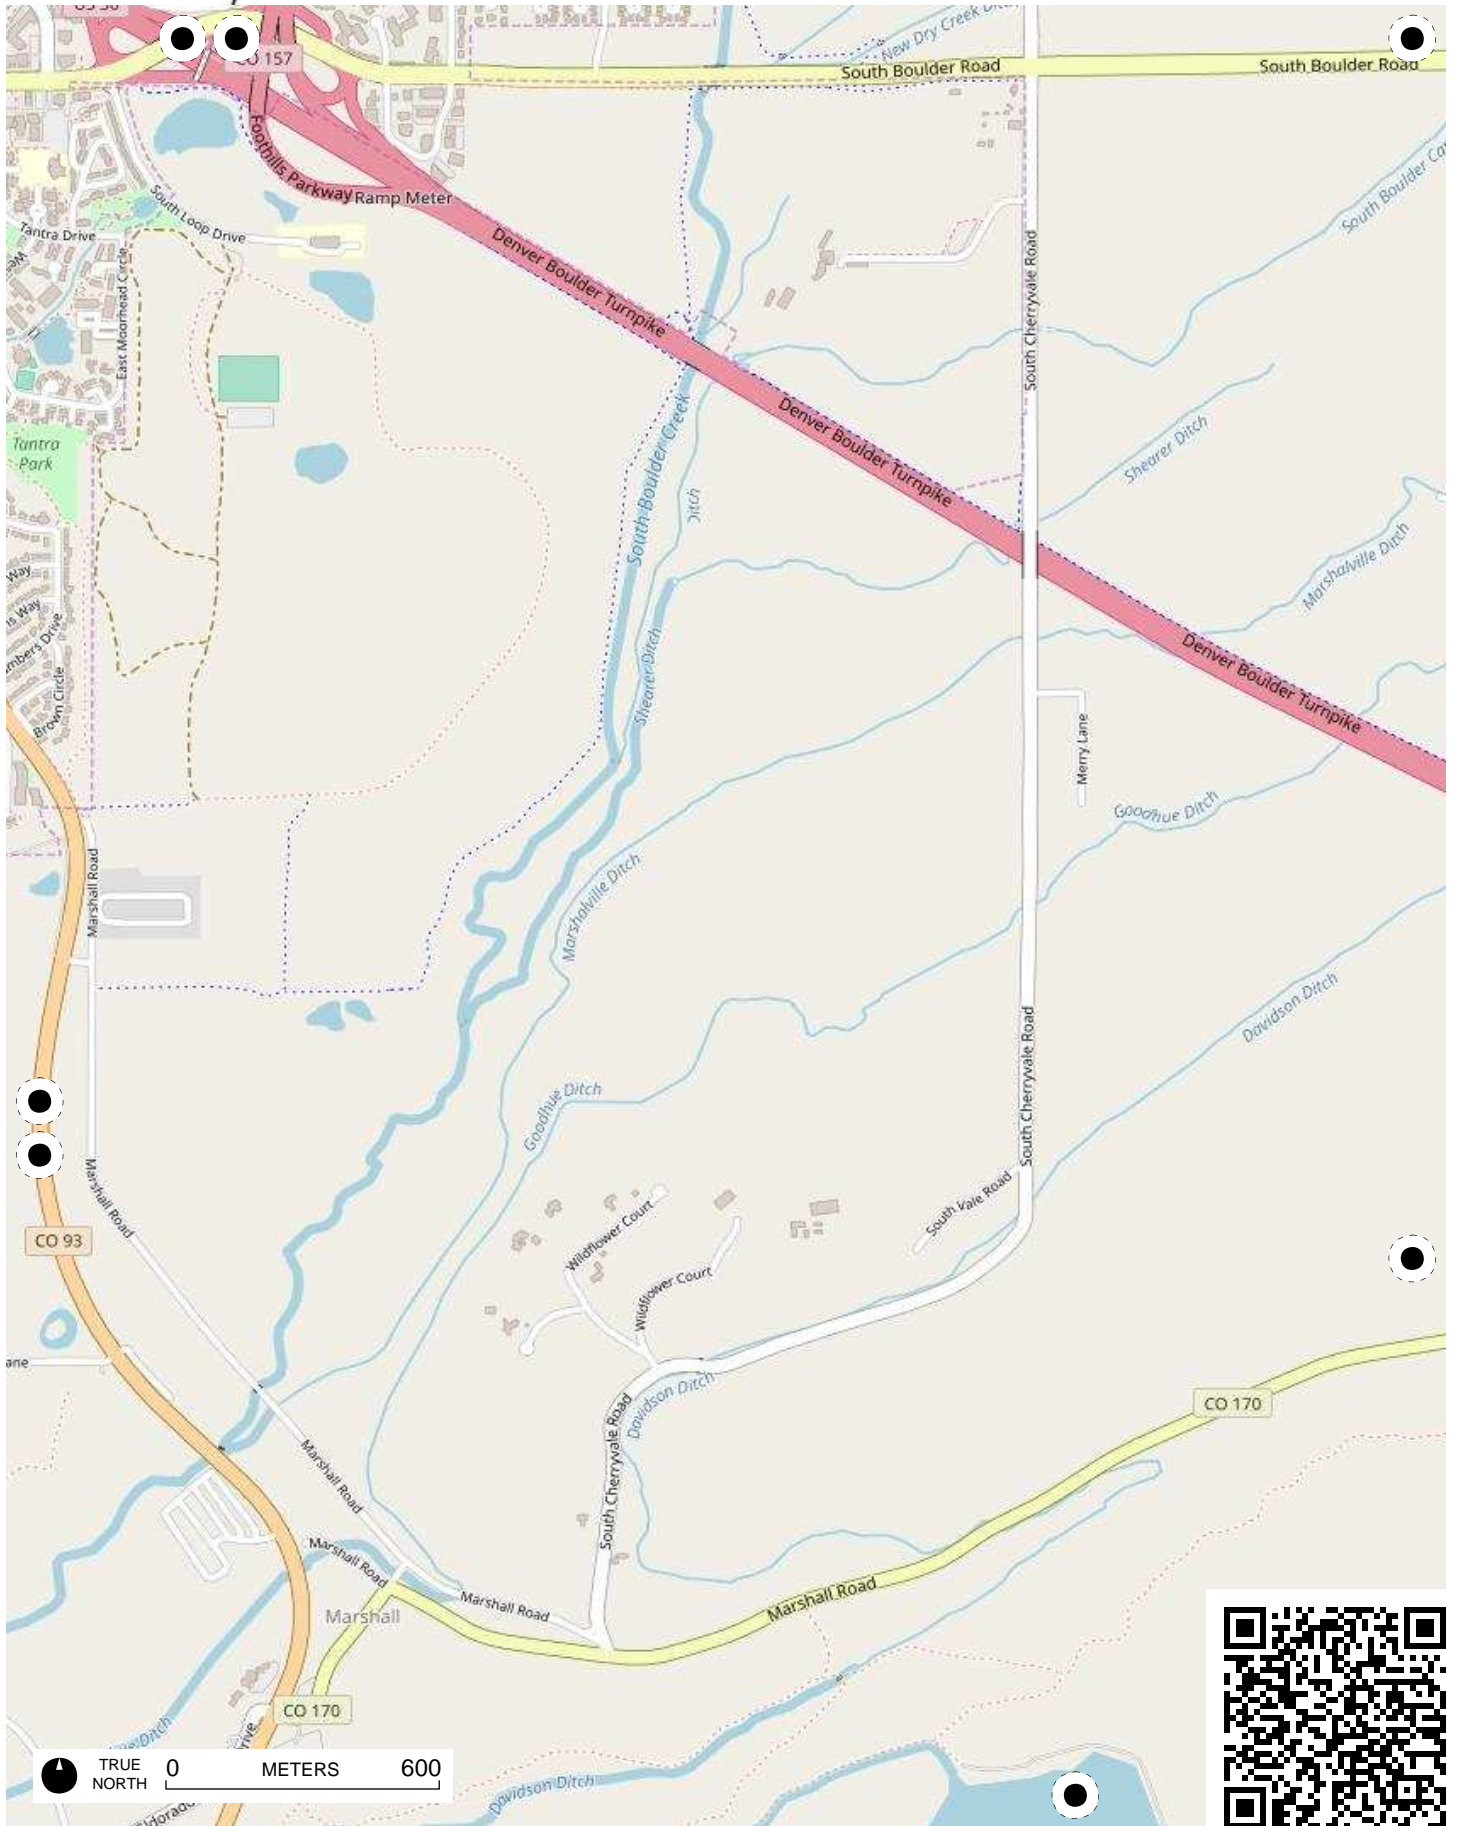 CO 157
New Dry Creek Ditch
South Boulder Road
South Boulder Road
Foothills Parkway
Ramp Meter
South Loop Drive
Tantra Drive
East Moorhead Circle
Denver Boulder Turnpike
South Cherryvale Road
Denver Boulder Turnpike
Shearer Ditch
South Boulder Creek
Tantra
Park
Marshalville Ditch
Way
Way
Brown Circle
Shearer Ditch
Denver Boulder Turnpike
Merry Lane
Goodhue Ditch
Marshall Road
Marshalville Ditch
Davidson Ditch
South Cherryvale Road
Goodhue Ditch
Marshall Road
CO 93
South Vale Road
Wildflower Court
Wildflower Court
Davidson Ditch
CO 170
South Cherryvale Road
Marshall Road
Marshall Road
Marshall Road
Marshall Road
Marshall
CO 170
Davidson Ditch
TRUE
NORTH
0 METERS 600